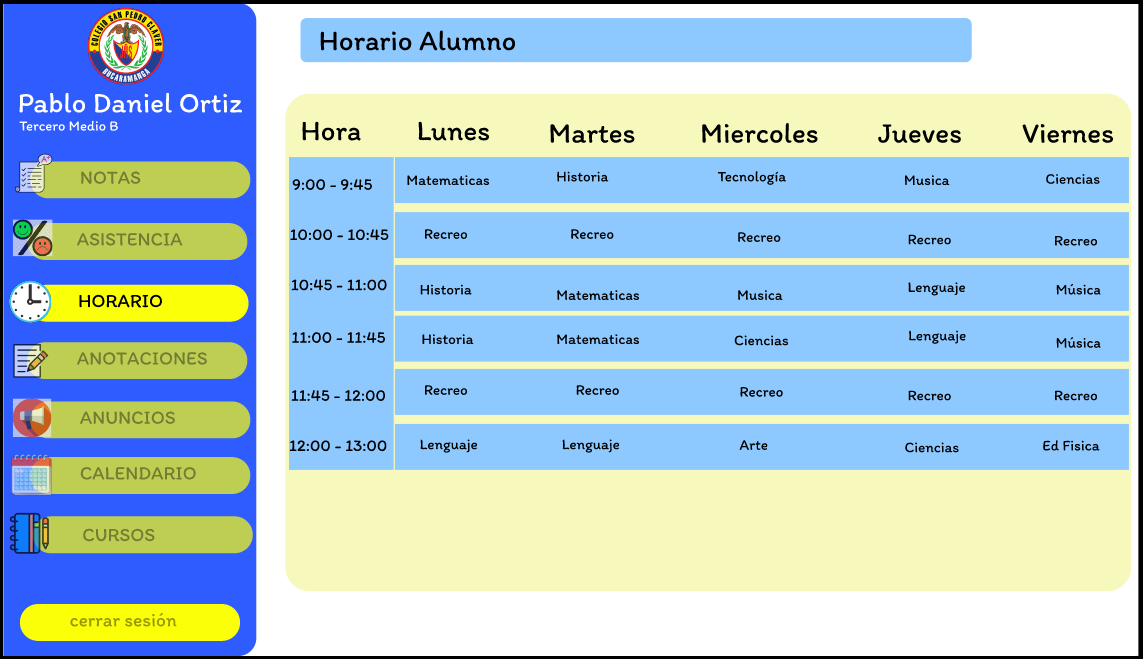 COLEGIO SAN PEDRO CLAVER
BUCARAMANGA
Pablo Daniel Ortiz
Tercero Medio B
A+
NOTAS
ASISTENCIA
HORARIO
ANOTACIONES
ANUNCIOS
CALENDARIO
CURSOS
cerrar sesión
Horario Alumno
Hora Lunes Martes Miercoles Jueves Viernes
9:00 - 9:45 Matematicas Historia Tecnología Musica Ciencias
10:00 - 10:45 Recreo Recreo Recreo Recreo Recreo
10:45 - 11:00 Historia Matematicas Musica Lenguaje Música
11:00 - 11:45 Historia Matematicas Ciencias Lenguaje Música
11:45 - 12:00 Recreo Recreo Recreo Recreo Recreo
12:00 - 13:00 Lenguaje Lenguaje Arte Ciencias Ed Fisica